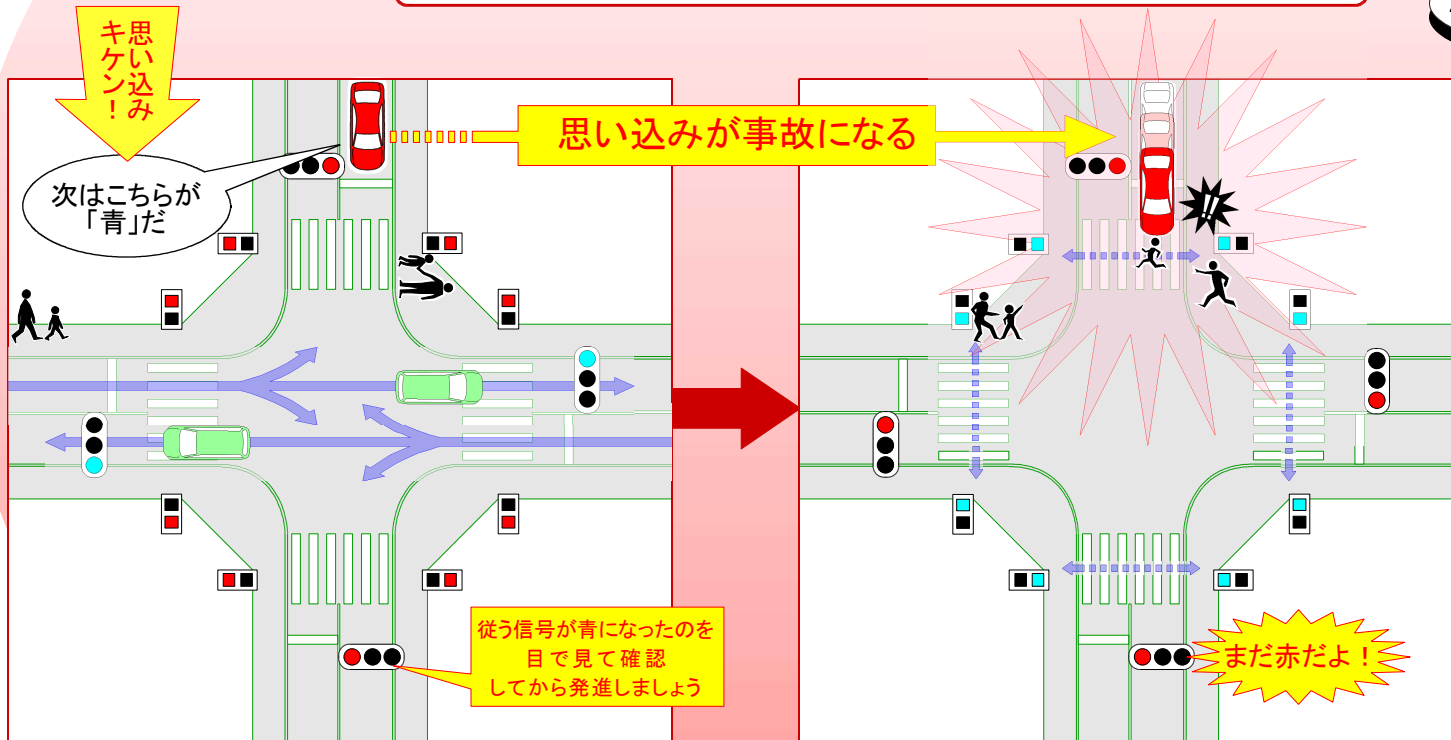 思い込み
キケン！
次はこちらが
「青」だ
思い込みが事故になる
!!
従う信号が青になったのを
目で見て確認
してから発進しましょう
まだ赤だよ！